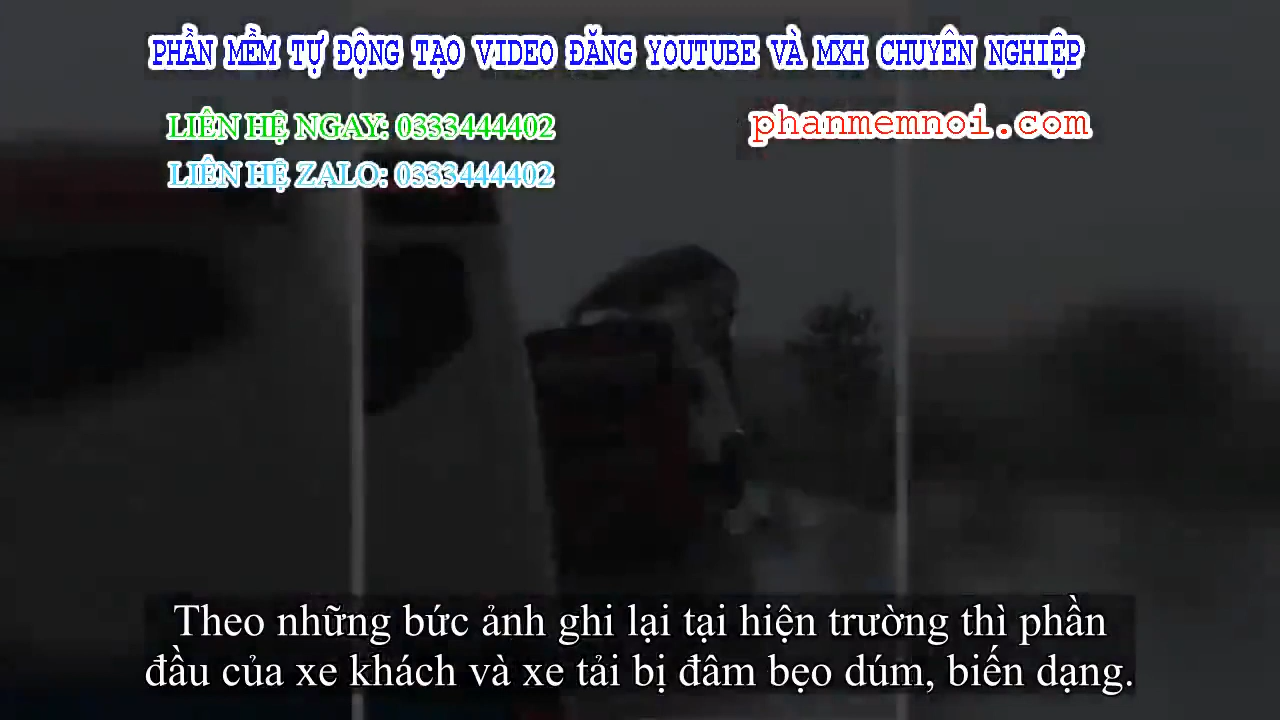 PHẦN MỀM TỰ ĐỘNG TẠO VIDEO ĐĂNG YOUTUBE VÀ MXH CHUYÊN NGHIỆP
LIÊN HỆ NGAY: 0333444402
phanmemnoi.com
LIÊN HỆ ZALO: 0333444402
Theo những bức ảnh ghi lại tại hiện trường thì phần
đầu của xe khách và xe tải bị đâm bẹo dúm, biến dạng.